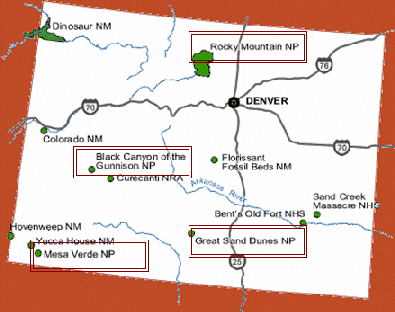 Dinosaur NM
Rocky Mountain NP
76
70
DENVER
70
Colorado NM
Black Canyon of the
Gunnison NP
Curecanti NRA
Florissant
Fossil Beds NM
Arkansas River
Sand Creek
Massacre NHS
Bent's Old Fort NHS
Hovenweep NM
Yucca House NM
Great Sand Dunes NP
Mesa Verde NP
25